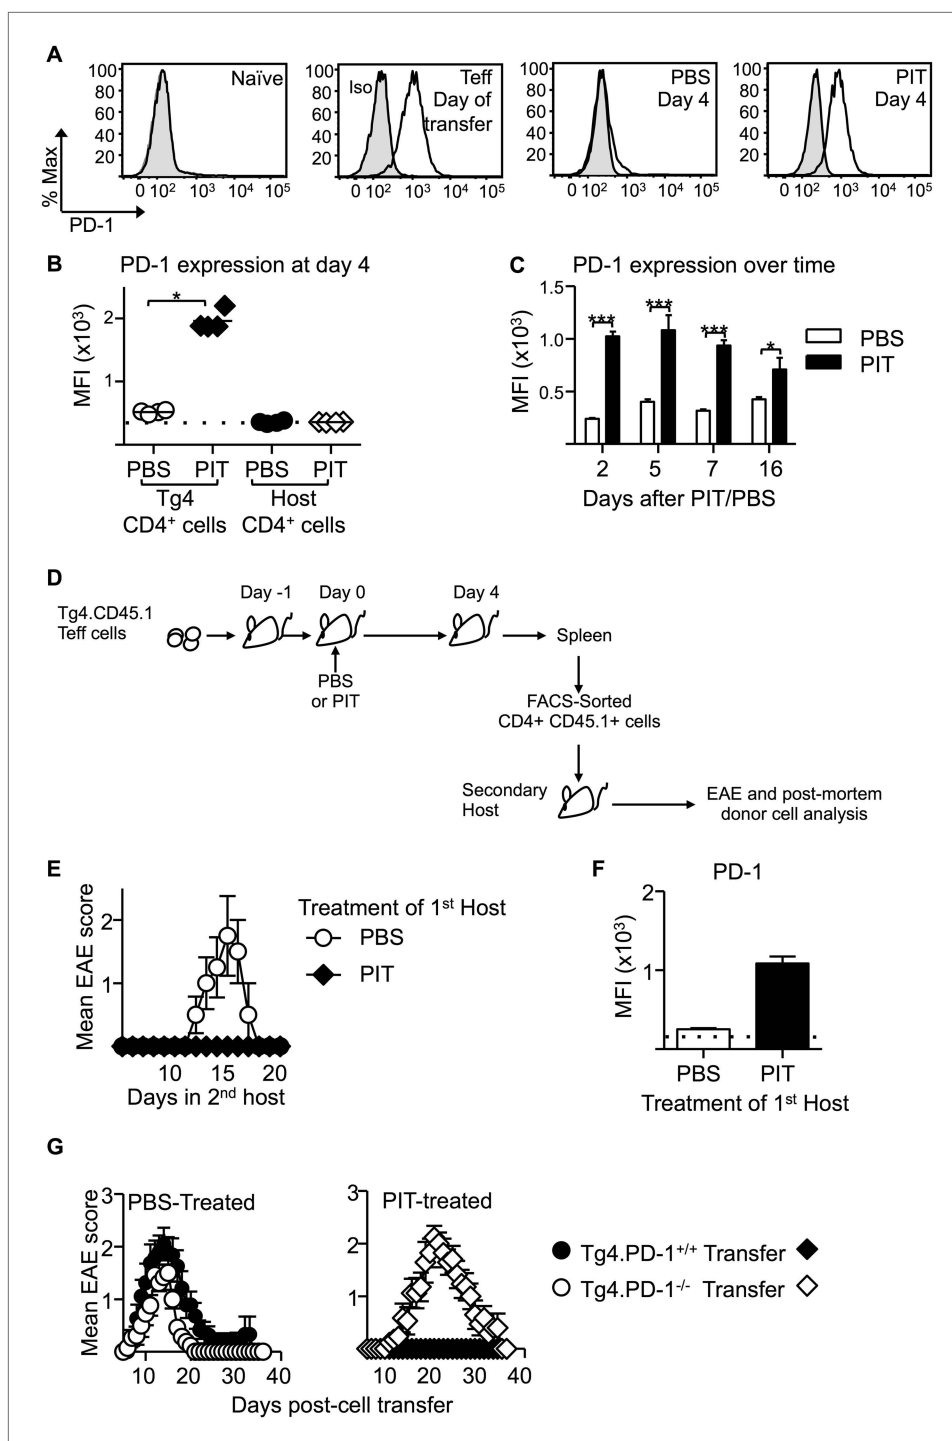 A
100
80
60
40
20
Naïve
0 10² 10³ 10⁴ 10⁵
100
80
60
40
20
Iso
Teff
Day of
transfer
0 10² 10³ 10⁴ 10⁵
100
80
60
40
20
PBS
Day 4
0 10² 10³ 10⁴ 10⁵
100
80
60
40
20
PIT
Day 4
0 10² 10³ 10⁴ 10⁵
% Max
PD-1
B
PD-1 expression at day 4
MFI (x10³)
2
1
*
PBS PIT PBS PIT
Tg4 Host
CD4⁺ cells CD4⁺ cells
C
PD-1 expression over time
MFI (x10³)
1.5
1.0
0.5
*** *** *** *
PBS
PIT
2 5 7 16
Days after PIT/PBS
D
Tg4.CD45.1
Teff cells
Day -1 Day 0 Day 4
PBS
or PIT
Spleen
FACS-Sorted
CD4+ CD45.1+ cells
Secondary
Host
EAE and post-mortem
donor cell analysis
E
Mean EAE score
2
1
10 15 20
Days in 2ⁿᵈ host
Treatment of 1ˢᵗ Host
PBS
PIT
F
PD-1
MFI (x10³)
2
1
PBS PIT
Treatment of 1ˢᵗ Host
G
Mean EAE score
3
2
1
PBS-Treated
10 20 30 40
3
2
1
PIT-treated
10 20 30 40
Days post-cell transfer
Tg4.PD-1⁺/⁺ Transfer
Tg4.PD-1⁻/⁻ Transfer